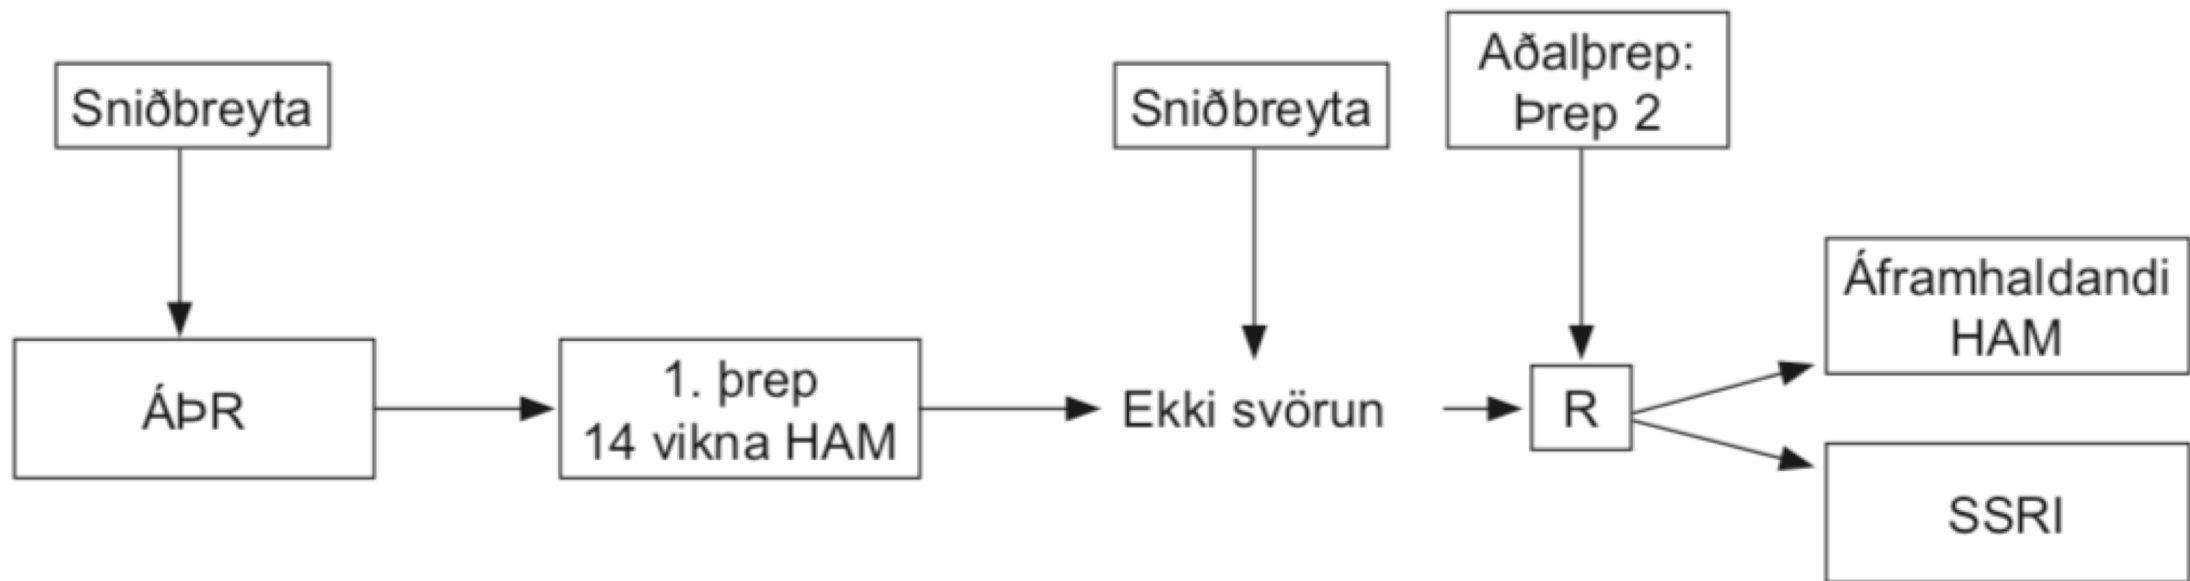 Sniðbreyta
Sniðbreyta
Aðalþrep:
Þrep 2
ÁÞR
1. þrep
14 vikna HAM
Ekki svörun
R
Áframhaldandi
HAM
SSRI